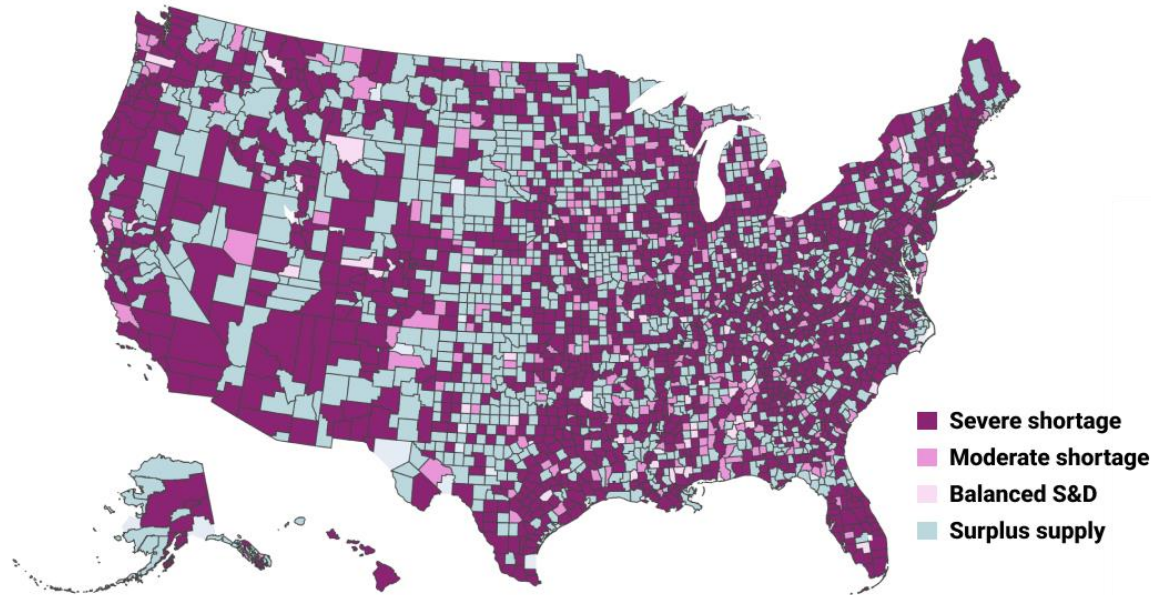 Severe shortage
Moderate shortage
Balanced S&D
Surplus supply